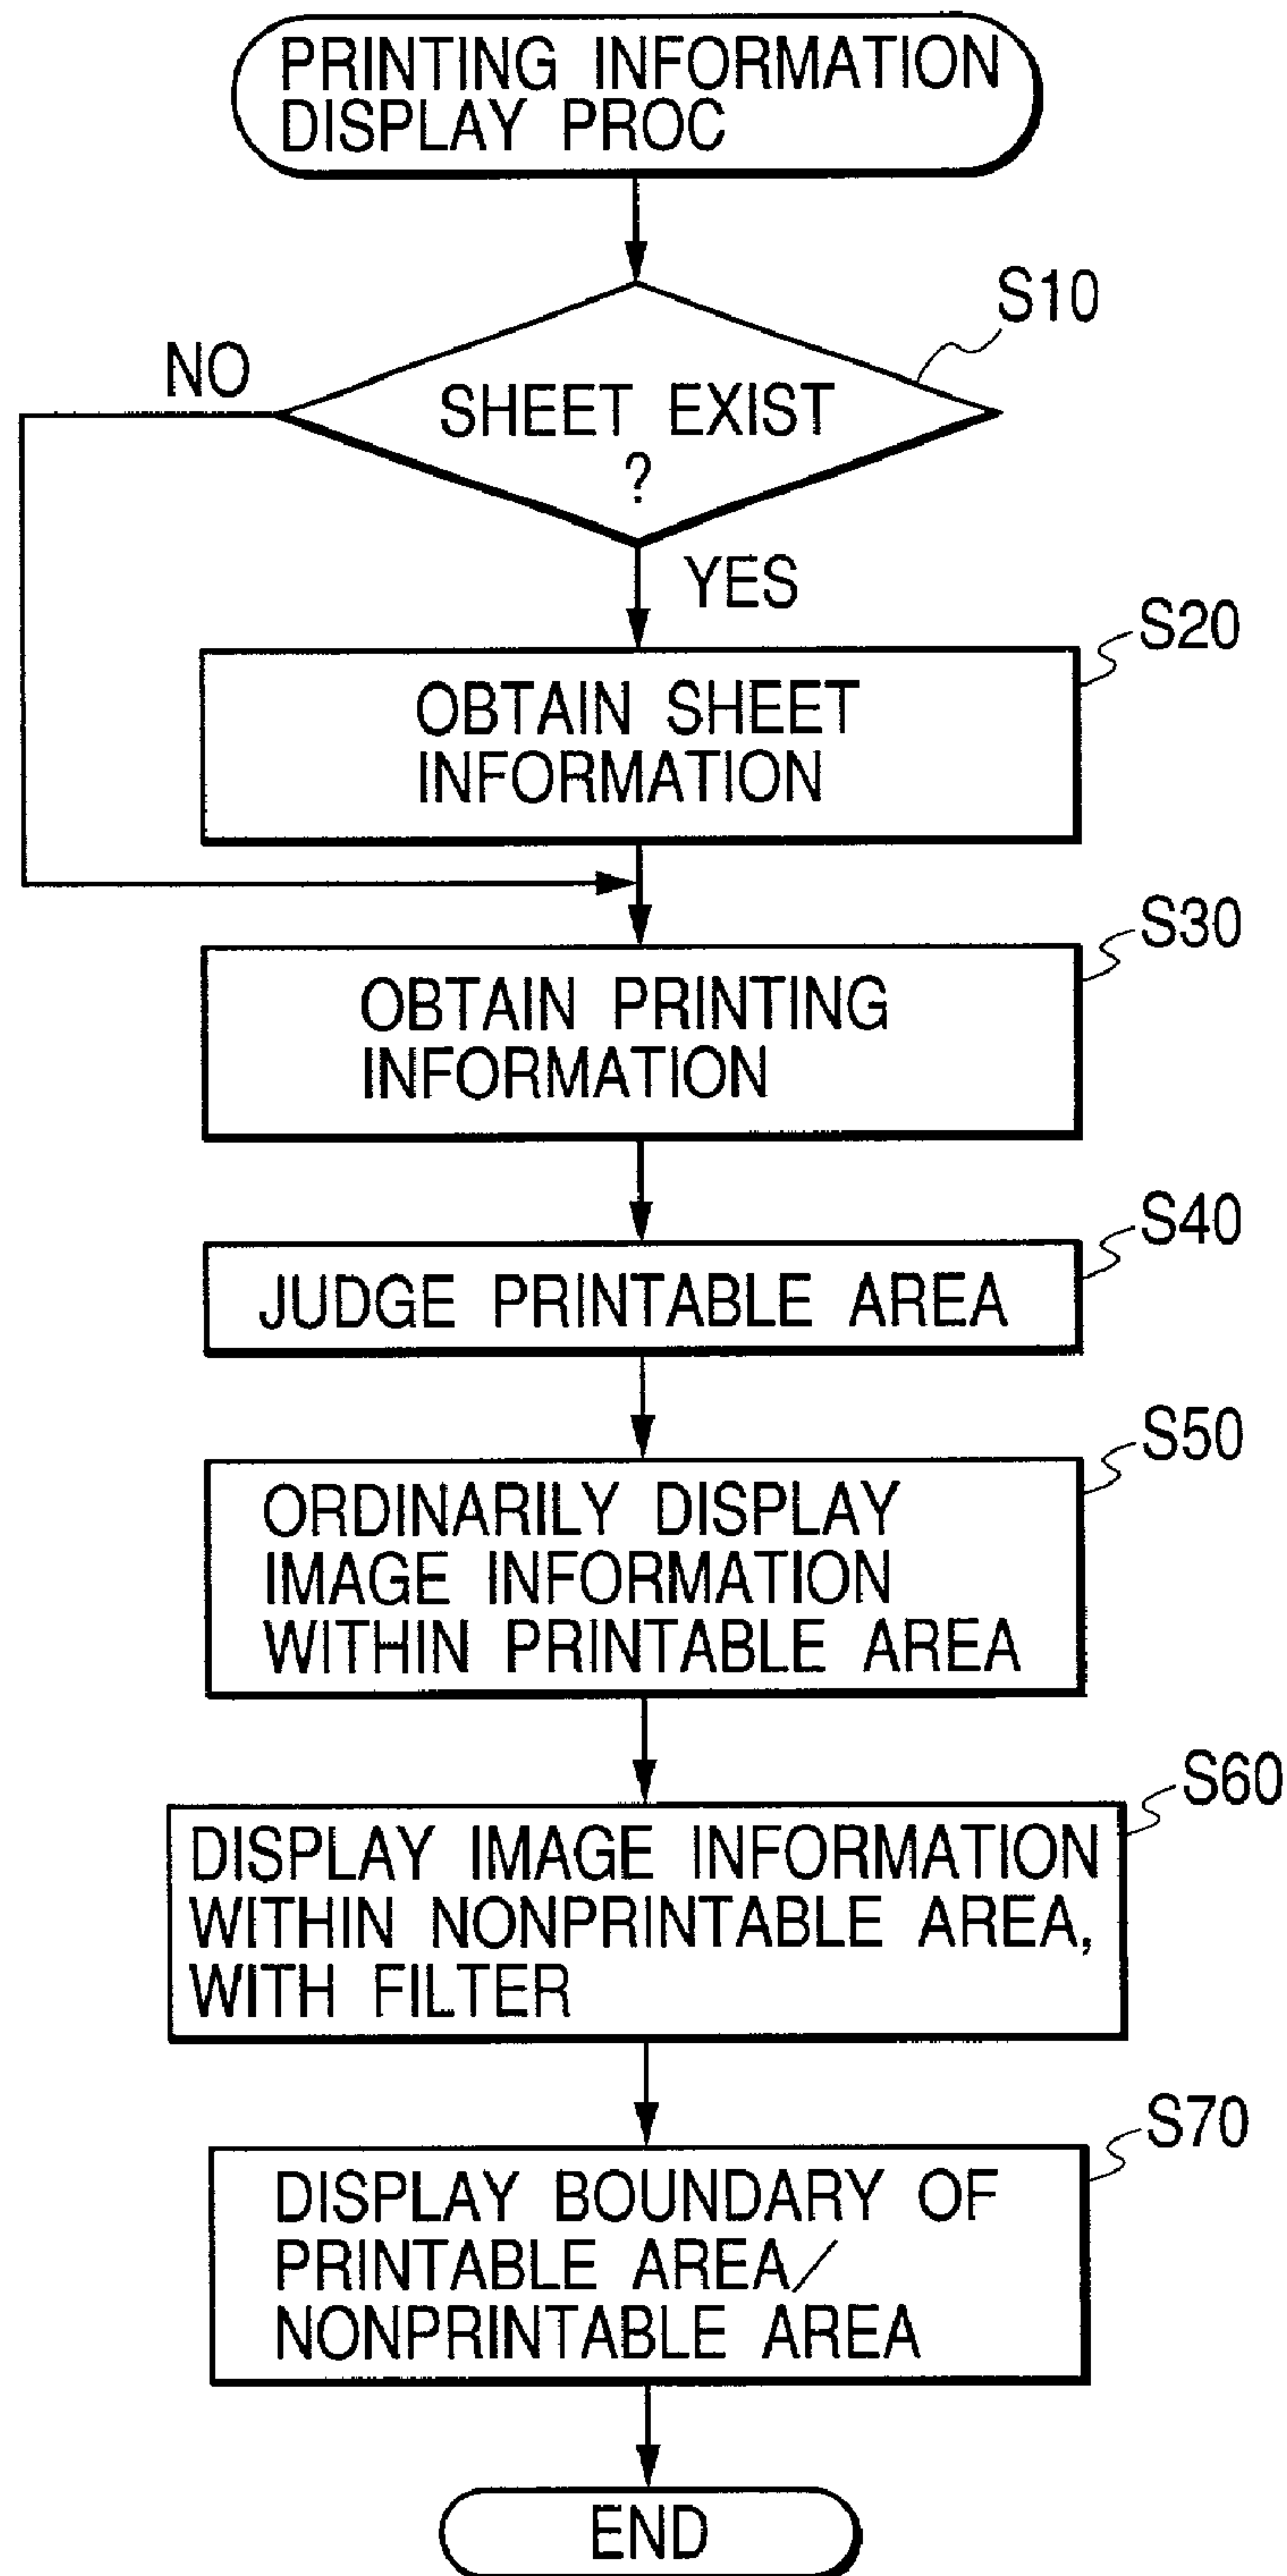 PRINTING INFORMATION
DISPLAY PROC
S10
NO
SHEET EXIST
?
YES
S20
OBTAIN SHEET
INFORMATION
S30
OBTAIN PRINTING
INFORMATION
S40
JUDGE PRINTABLE AREA
S50
ORDINARILY DISPLAY
IMAGE INFORMATION
WITHIN PRINTABLE AREA
S60
DISPLAY IMAGE INFORMATION
WITHIN NONPRINTABLE AREA,
WITH FILTER
S70
DISPLAY BOUNDARY OF
PRINTABLE AREA/
NONPRINTABLE AREA
END